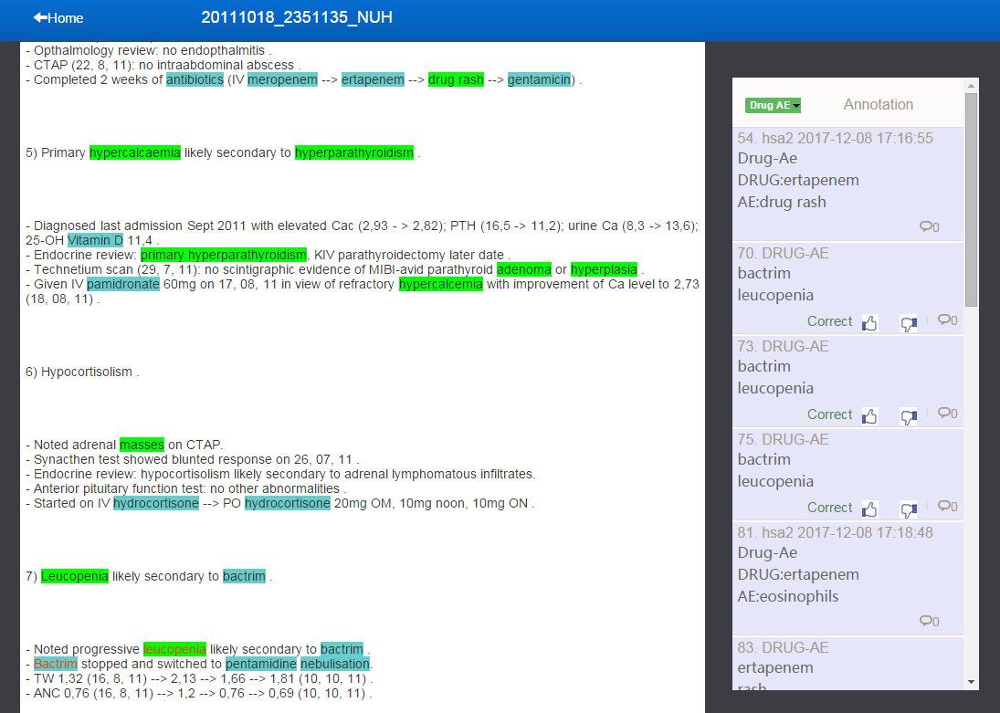 Home
20111018_2351135_NUH
- Opthalmology review: no endopthalmitis .
- CTAP (22, 8, 11): no intraabdominal abscess .
- Completed 2 weeks of antibiotics (IV meropenem --> ertapenem --> drug rash --> gentamicin) .
5) Primary hypercalcaemia likely secondary to hyperparathyroidism .
- Diagnosed last admission Sept 2011 with elevated Cac (2,93 - > 2,82); PTH (16,5 -> 11,2); urine Ca (8,3 -> 13,6);
25-OH Vitamin D 11,4 .
- Endocrine review: primary hyperparathyroidism, KIV parathyroidectomy later date .
- Technetium scan (29, 7, 11): no scintigraphic evidence of MIBI-avid parathyroid adenoma or hyperplasia .
- Given IV pamidronate 60mg on 17, 08, 11 in view of refractory hypercalcemia with improvement of Ca level to 2,73
(18, 08, 11) .
6) Hypocortisolism .
- Noted adrenal masses on CTAP.
- Synacthen test showed blunted response on 26, 07, 11 .
- Endocrine review: hypocortisolism likely secondary to adrenal lymphomatous infiltrates.
- Anterior pituitary function test: no other abnormalities .
- Started on IV hydrocortisone --> PO hydrocortisone 20mg OM, 10mg noon, 10mg ON .
7) Leucopenia likely secondary to bactrim .
- Noted progressive leucopenia likely secondary to bactrim .
- Bactrim stopped and switched to pentamidine nebulisation.
- TW 1,32 (16, 8, 11) --> 2,13 --> 1,66 --> 1,81 (10, 10, 11) .
- ANC 0,76 (16, 8, 11) --> 1,2 --> 0,76 --> 0,69 (10, 10, 11) .
Drug AE
Annotation
54. hsa2 2017-12-08 17:16:55
Drug-Ae
DRUG:ertapenem
AE:drug rash
0
70. DRUG-AE
bactrim
leucopenia
Correct 0
73. DRUG-AE
bactrim
leucopenia
Correct 0
75. DRUG-AE
bactrim
leucopenia
Correct 0
81. hsa2 2017-12-08 17:18:48
Drug-Ae
DRUG:ertapenem
AE:eosinophils
0
83. DRUG-AE
ertapenem
rash